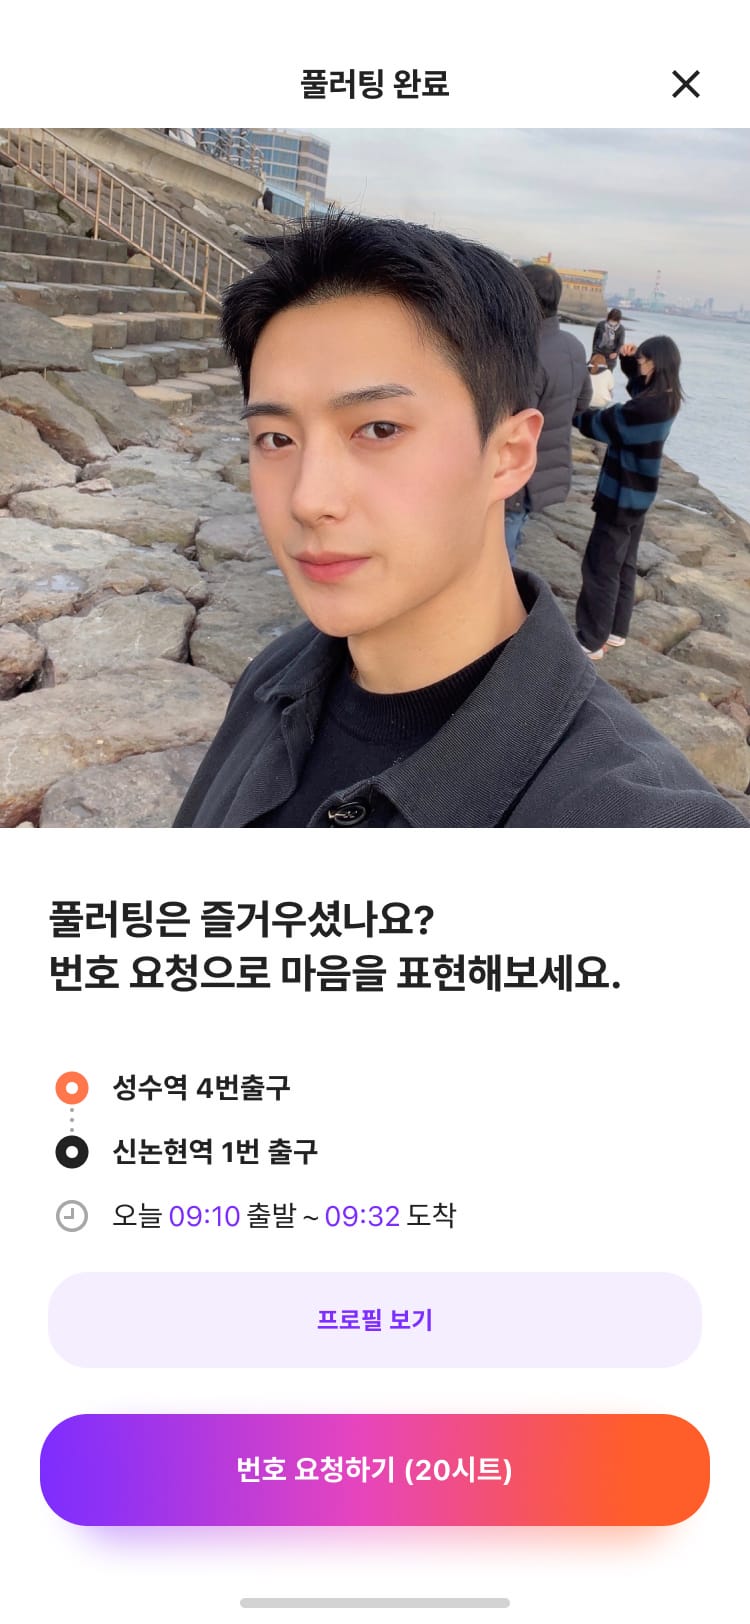 풀러팅 완료
풀러팅은 즐거우셨나요?
번호 요청으로 마음을 표현해보세요.
성수역 4번출구
신논현역 1번 출구
오늘 09:10 출발 ~ 09:32 도착
프로필 보기
번호 요청하기 (20시트)